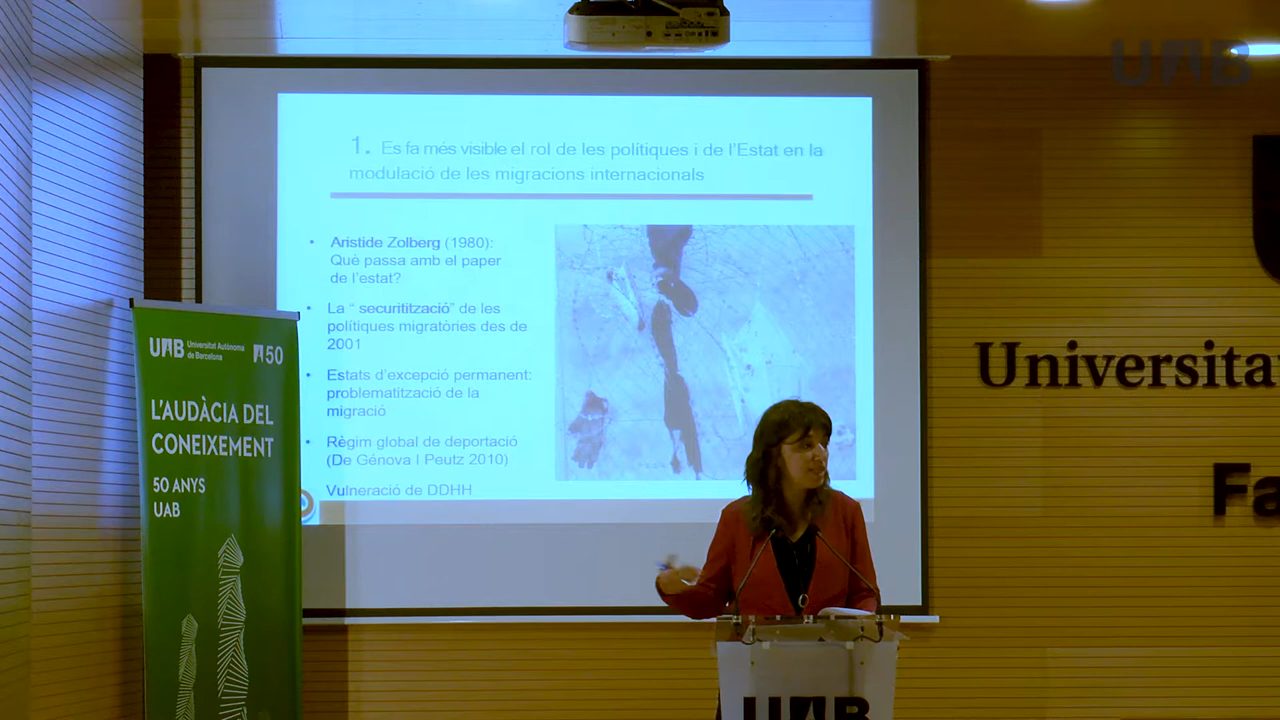 UAB
1. Es fa més visible el rol de les polítiques i de l'Estat en la
modulació de les migracions internacionals
• Aristide Zolberg (1980):
Què passa amb el paper
de l'estat?
• La “ securitització” de les
polítiques migratóries des de
2001
• Estats d'excepció permanent:
problematització de la
migració
• Règim global de deportació
(De Génova I Peutz 2010)
Vulneració de DDHH
UAB Universitat Autònoma
de Barcelona
50
L'AUDÀCIA DEL
CONEIXEMENT
50 ANYS
UAB
Universita
Fa
UAB